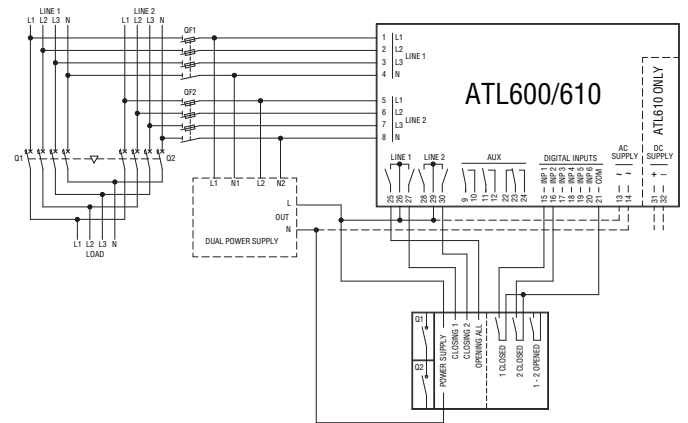 LINE 1 LINE 2
L1 L2 L3 N L1 L2 L3 N
QF1
1 L1
2 L2
3 L3
4 N
LINE 1
QF2
5 L1
6 L2
7 L3
8 N
LINE 2
ATL600/610
ATL610 ONLY
Q1 Q2
LINE 1 LINE 2 AUX DIGITAL INPUTS AC SUPPLY DC SUPPLY
INP 1 INP 2 INP 3 INP 4 INP 5 INP 6 COM
~ ~ + –
25 26 27 28 29 30 9 10 11 12 22 23 24 15 16 17 18 19 20 21 13 14 31 32
L1 N1 L2 N2
L
OUT
N
DUAL POWER SUPPLY
L1 L2 L3 N
LOAD
Q1
Q2
POWER SUPPLY
CLOSING 1
CLOSING 2
OPENING ALL
1 CLOSED
2 CLOSED
1 - 2 OPENED